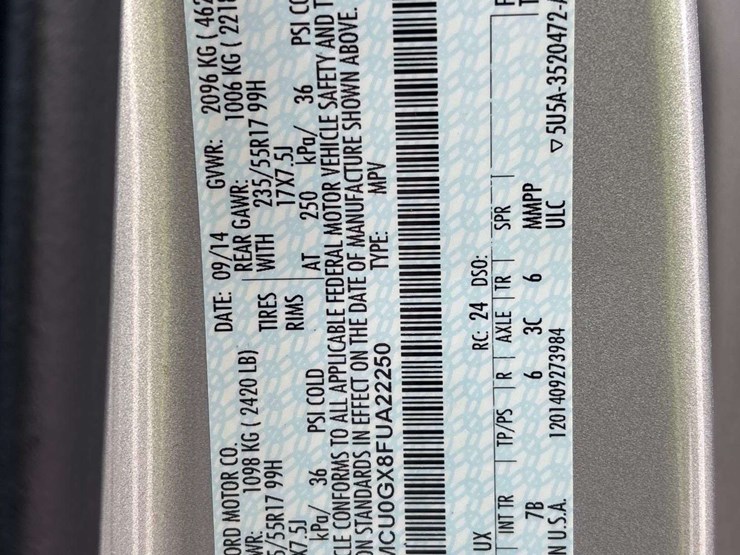 ORD MOTOR CO. DATE: 09/14 GVWR: 2096 KG ( 462
WR: 1098 KG ( 2420 LB) REAR GAWR: 1006 KG ( 221
5/55R17 99H TIRES WITH 235/55R17 99H
X7.5J RIMS 17X7.5J
kPa/ 36 PSI COLD AT 250 kPa/ 36 PSI CO
CLE CONFORMS TO ALL APPLICABLE FEDERAL MOTOR VEHICLE SAFETY AND T
ON STANDARDS IN EFFECT ON THE DATE OF MANUFACTURE SHOWN ABOVE.
MCU0GX8FUA22250 TYPE: MPV
UX RC: 24 DSO:
INT TR TP/PS R AXLE TR SPR
7B 6 3C 6 MMPP
N U.S.A. 1201409273984 ULC ▽5U5A-3520472-